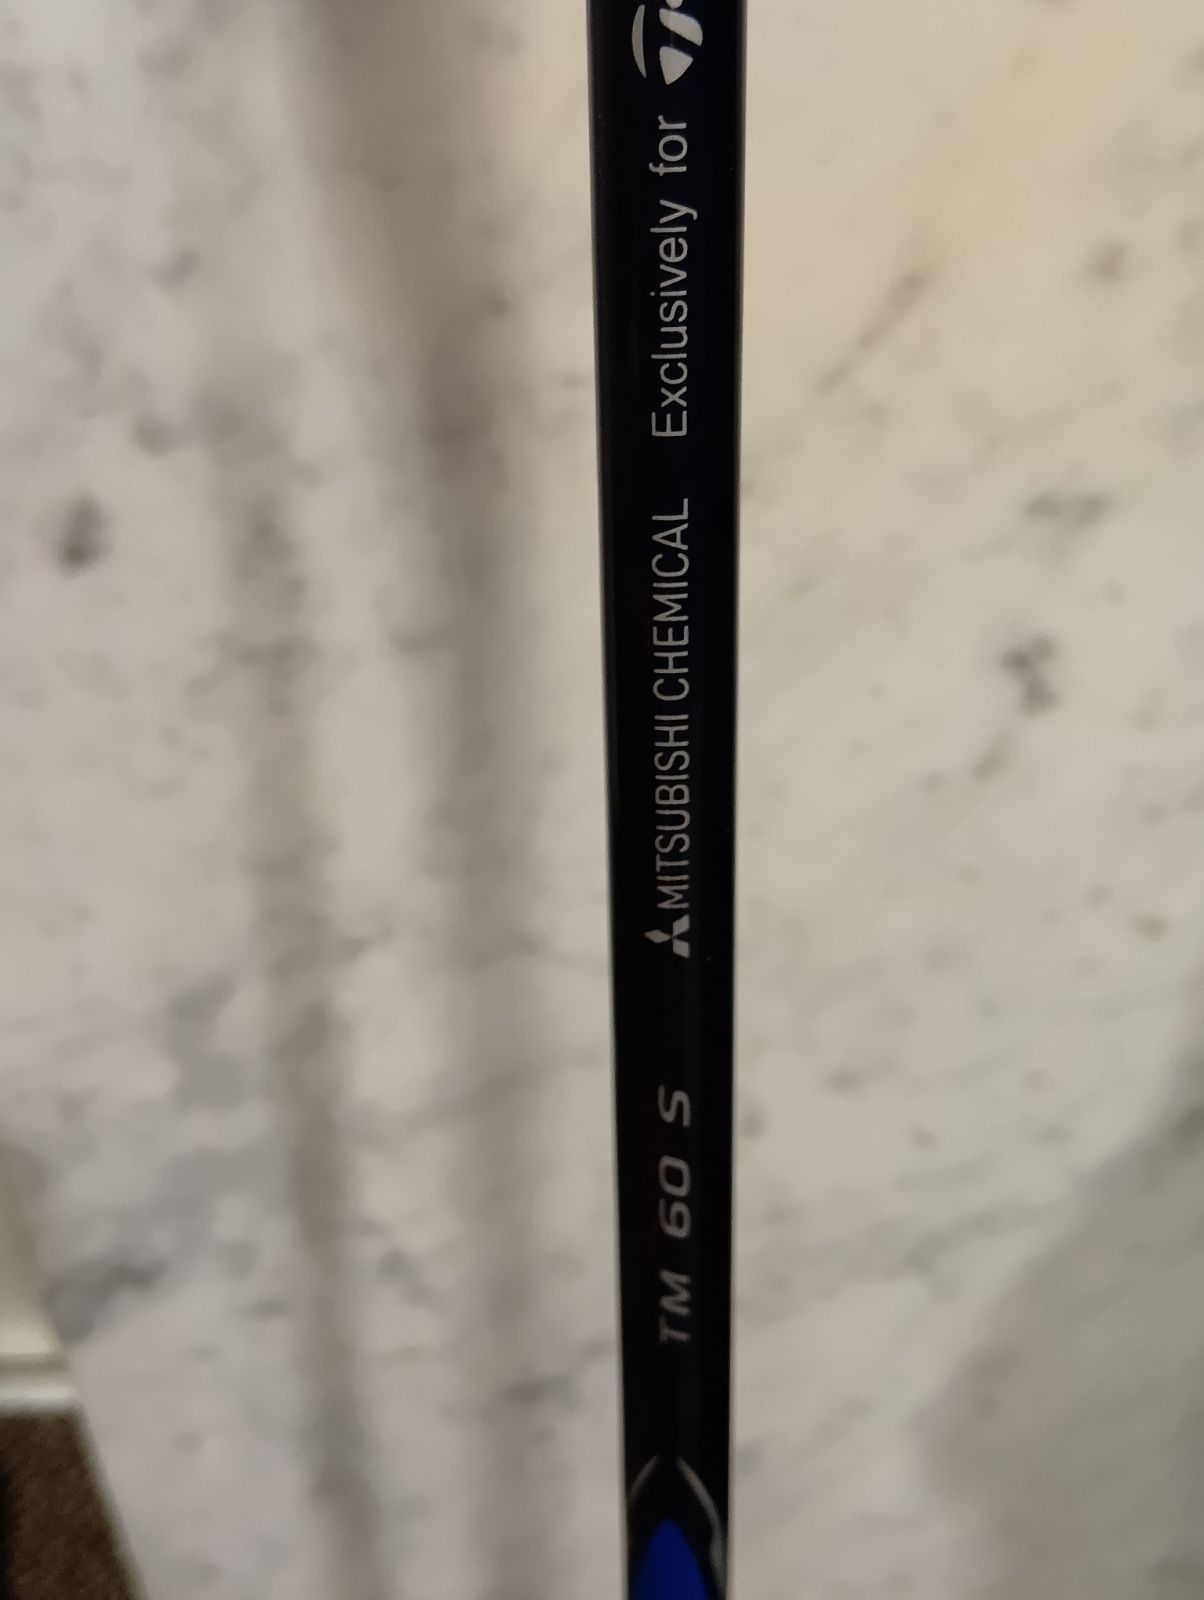 TM 60 S MITSUBISHI CHEMICAL Exclusively for